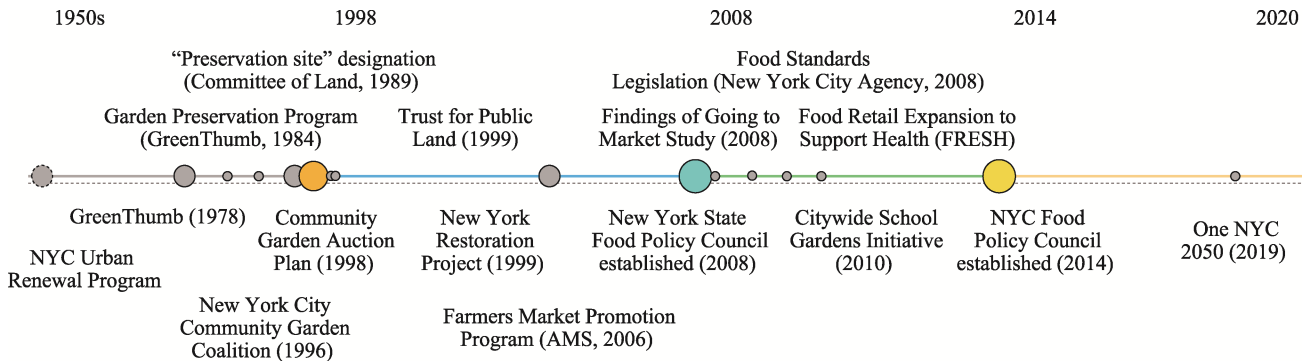 1950s
1998
2008
2014
2020
“Preservation site” designation
(Committee of Land, 1989)
Food Standards
Legislation (New York City Agency, 2008)
Garden Preservation Program
(GreenThumb, 1984)
Trust for Public
Land (1999)
Findings of Going to
Market Study (2008)
Food Retail Expansion to
Support Health (FRESH)
GreenThumb (1978)
NYC Urban
Renewal Program
Community
Garden Auction
Plan (1998)
New York
Restoration
Project (1999)
New York State
Food Policy Council
established (2008)
Citywide School
Gardens Initiative
(2010)
NYC Food
Policy Council
established (2014)
One NYC
2050 (2019)
New York City
Community Garden
Coalition (1996)
Farmers Market Promotion
Program (AMS, 2006)